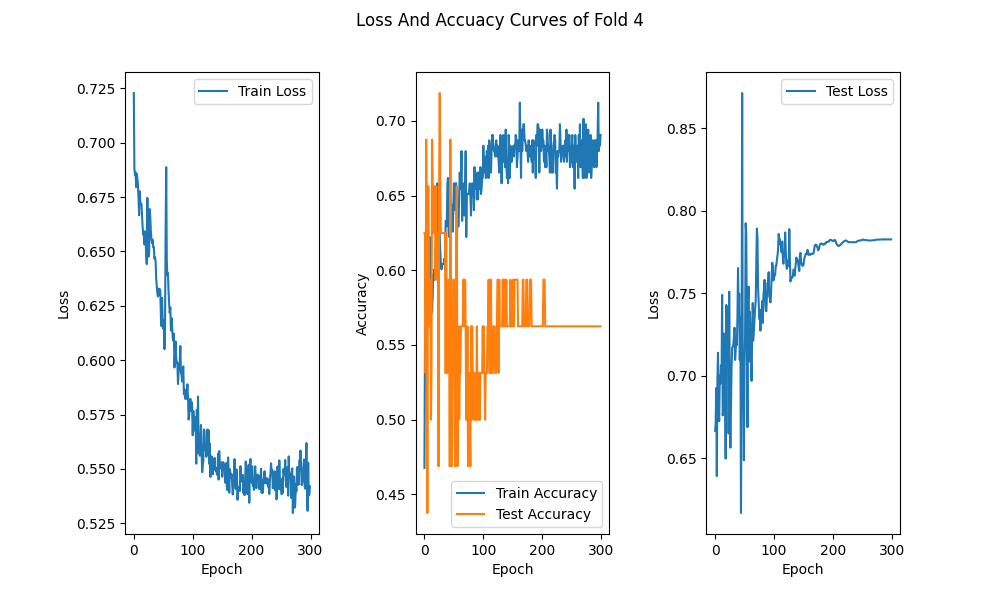 Loss And Accuacy Curves of Fold 4
Train Loss
0.725
0.700
0.675
0.650
0.625
0.600
0.575
0.550
0.525
Loss
0
100
200
300
Epoch
Train Accuracy
Test Accuracy
0.70
0.65
0.60
0.55
0.50
0.45
Accuracy
0
100
200
300
Epoch
Test Loss
0.85
0.80
0.75
0.70
0.65
Loss
0
100
200
300
Epoch